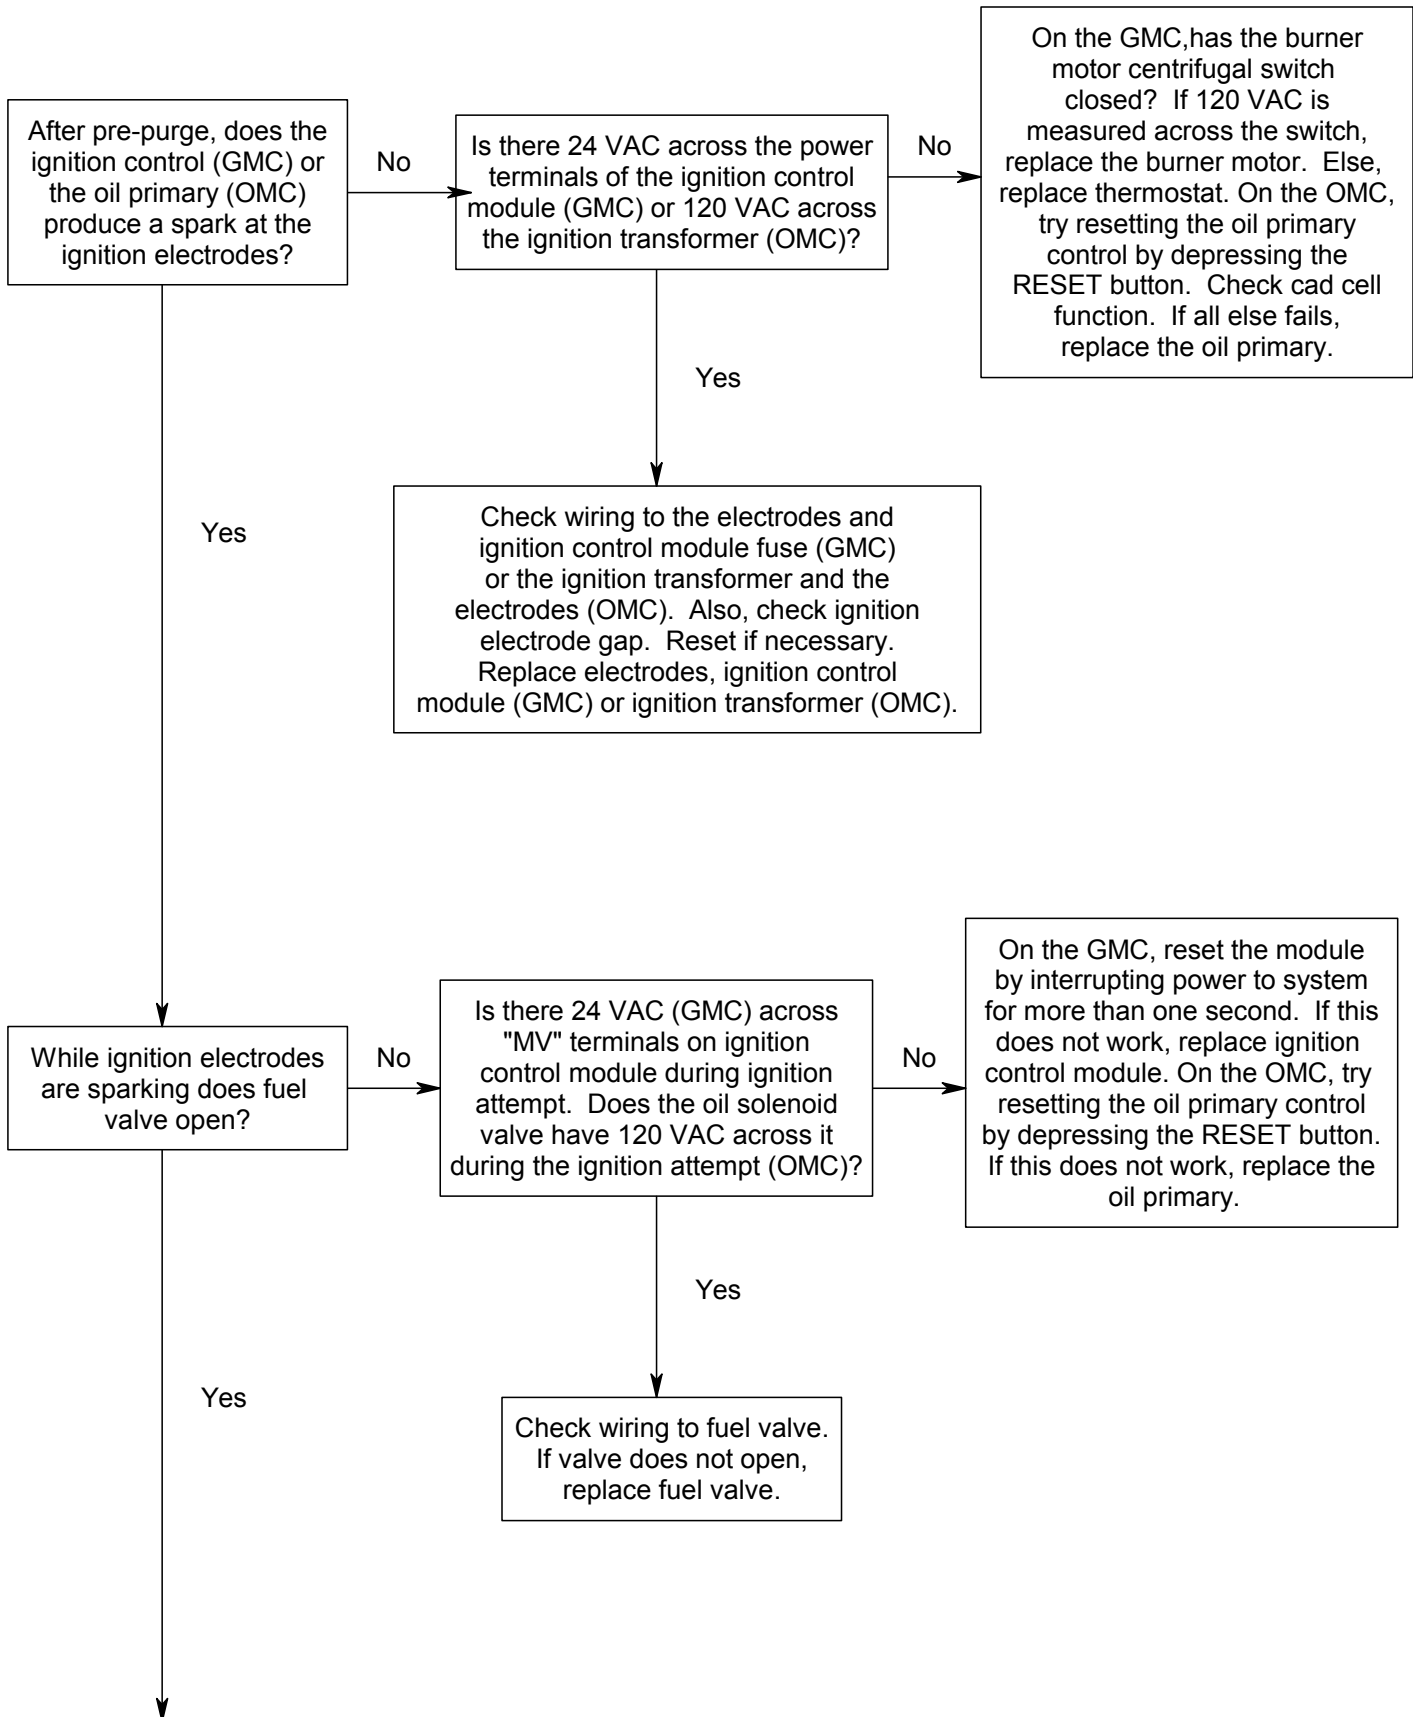 After pre-purge, does the
ignition control (GMC) or
the oil primary (OMC)
produce a spark at the
ignition electrodes?
No
Is there 24 VAC across the power
terminals of the ignition control
module (GMC) or 120 VAC across
the ignition transformer (OMC)?
No
On the GMC,has the burner
motor centrifugal switch
closed? If 120 VAC is
measured across the switch,
replace the burner motor. Else,
replace thermostat. On the OMC,
try resetting the oil primary
control by depressing the
RESET button. Check cad cell
function. If all else fails,
replace the oil primary.
Yes
Check wiring to the electrodes and
ignition control module fuse (GMC)
or the ignition transformer and the
electrodes (OMC). Also, check ignition
electrode gap. Reset if necessary.
Replace electrodes, ignition control
module (GMC) or ignition transformer (OMC).
Yes
While ignition electrodes
are sparking does fuel
valve open?
No
Is there 24 VAC (GMC) across
"MV" terminals on ignition
control module during ignition
attempt. Does the oil solenoid
valve have 120 VAC across it
during the ignition attempt (OMC)?
No
On the GMC, reset the module
by interrupting power to system
for more than one second. If this
does not work, replace ignition
control module. On the OMC, try
resetting the oil primary control
by depressing the RESET button.
If this does not work, replace the
oil primary.
Yes
Check wiring to fuel valve.
If valve does not open,
replace fuel valve.
Yes